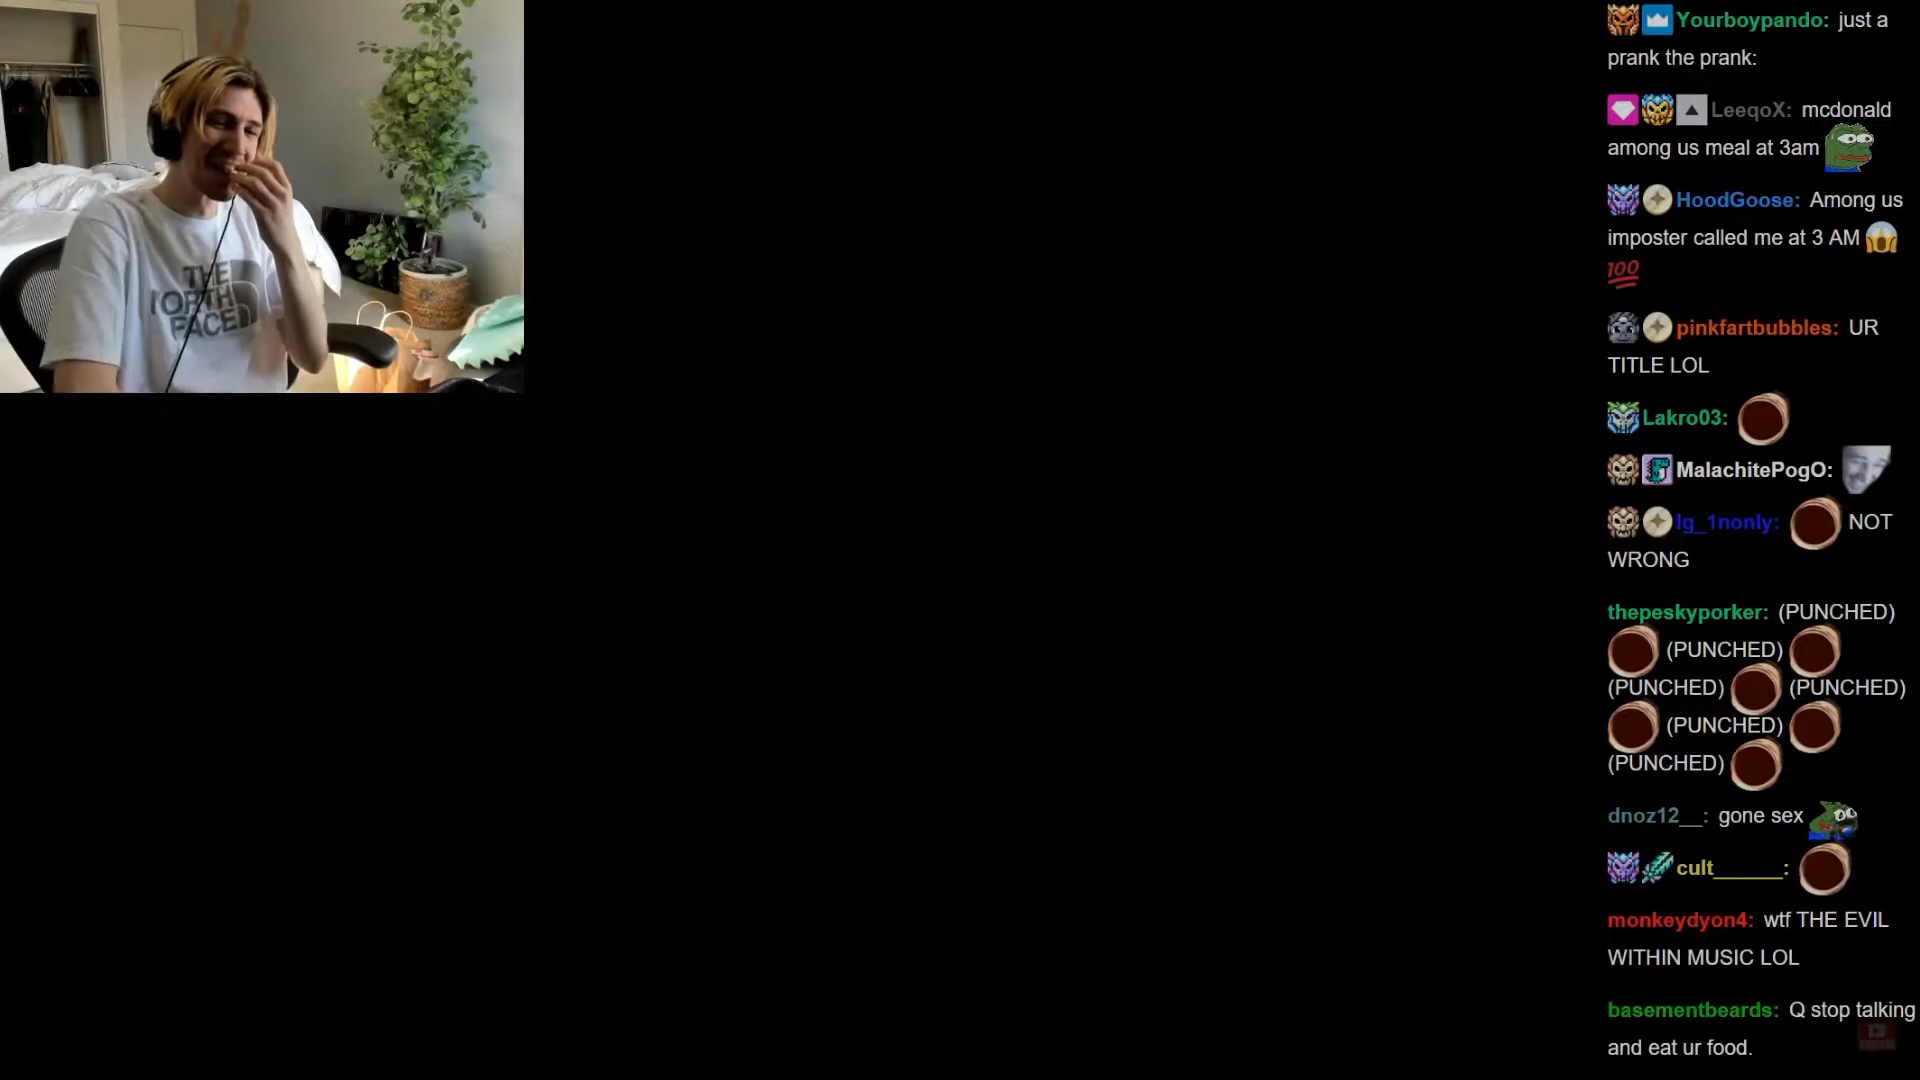 THE
NORTH
FACE
Yourboypando: just a
prank the prank:
LeeqoX: mcdonald
among us meal at 3am
HoodGoose: Among us
imposter called me at 3 AM 😱
💯
pinkfartbubbles: UR
TITLE LOL
Lakro03:
MalachitePogO:
lg_1nonly: NOT
WRONG
thepeskyporker: (PUNCHED)
(PUNCHED)
(PUNCHED) (PUNCHED)
(PUNCHED)
(PUNCHED)
dnoz12__: gone sex
cult______:
monkeydyon4: wtf THE EVIL
WITHIN MUSIC LOL
basementbeards: Q stop talking
and eat ur food.